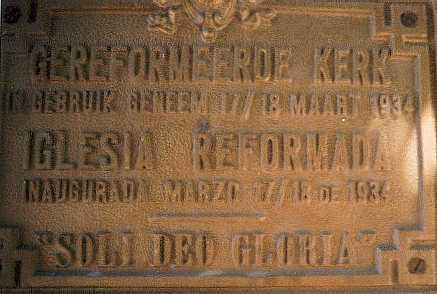 GEREFORMEERDE KERK
IN GEBRUIK GENEEM 17/18 MAART 1934
IGLESIA REFORMADA
INAUGURADA MARZO 17/18 DE 1934
"SOLI DEO GLORIA"